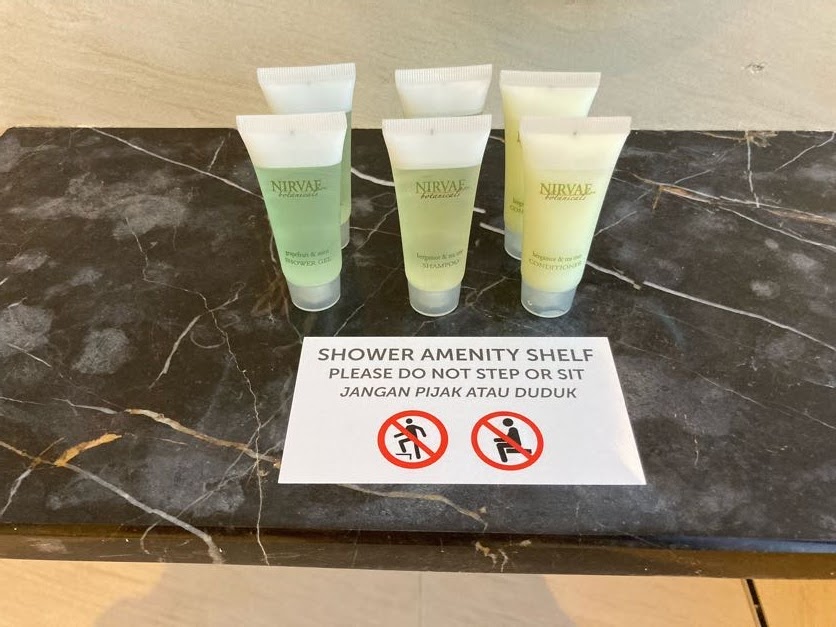 NIRVAE
botanicals
grapefruit & mint
SHOWER GEL
NIRVAE
botanicals
bergamot & tea tree
SHAMPOO
NIRVAE
botanicals
bergamot & tea tree
CONDITIONER
SHOWER AMENITY SHELF
PLEASE DO NOT STEP OR SIT
JANGAN PIJAK ATAU DUDUK